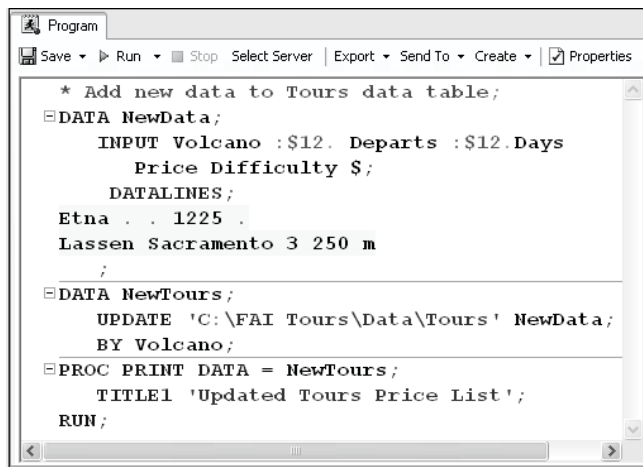 Program
Save Run Stop Select Server Export Send To Create Properties
* Add new data to Tours data table;
DATA NewData;
INPUT Volcano :$12. Departs :$12.Days
Price Difficulty $;
DATALINES;
Etna . . 1225 .
Lassen Sacramento 3 250 m
;
DATA NewTours;
UPDATE 'C:\FAI Tours\Data\Tours' NewData;
BY Volcano;
PROC PRINT DATA = NewTours;
TITLE1 'Updated Tours Price List';
RUN;